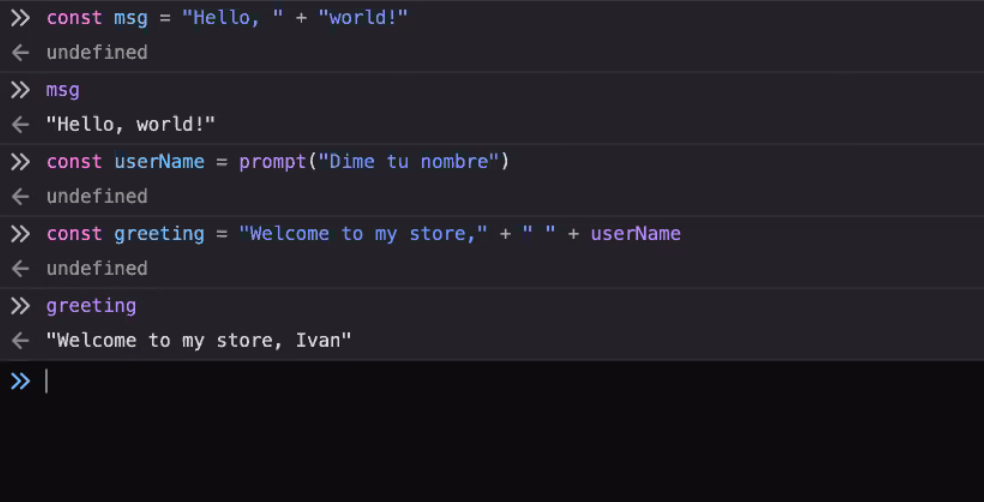 >> const msg = "Hello, " + "world!"
← undefined
>> msg
← "Hello, world!"
>> const userName = prompt("Dime tu nombre")
← undefined
>> const greeting = "Welcome to my store," + " " + userName
← undefined
>> greeting
← "Welcome to my store, Ivan"
>>